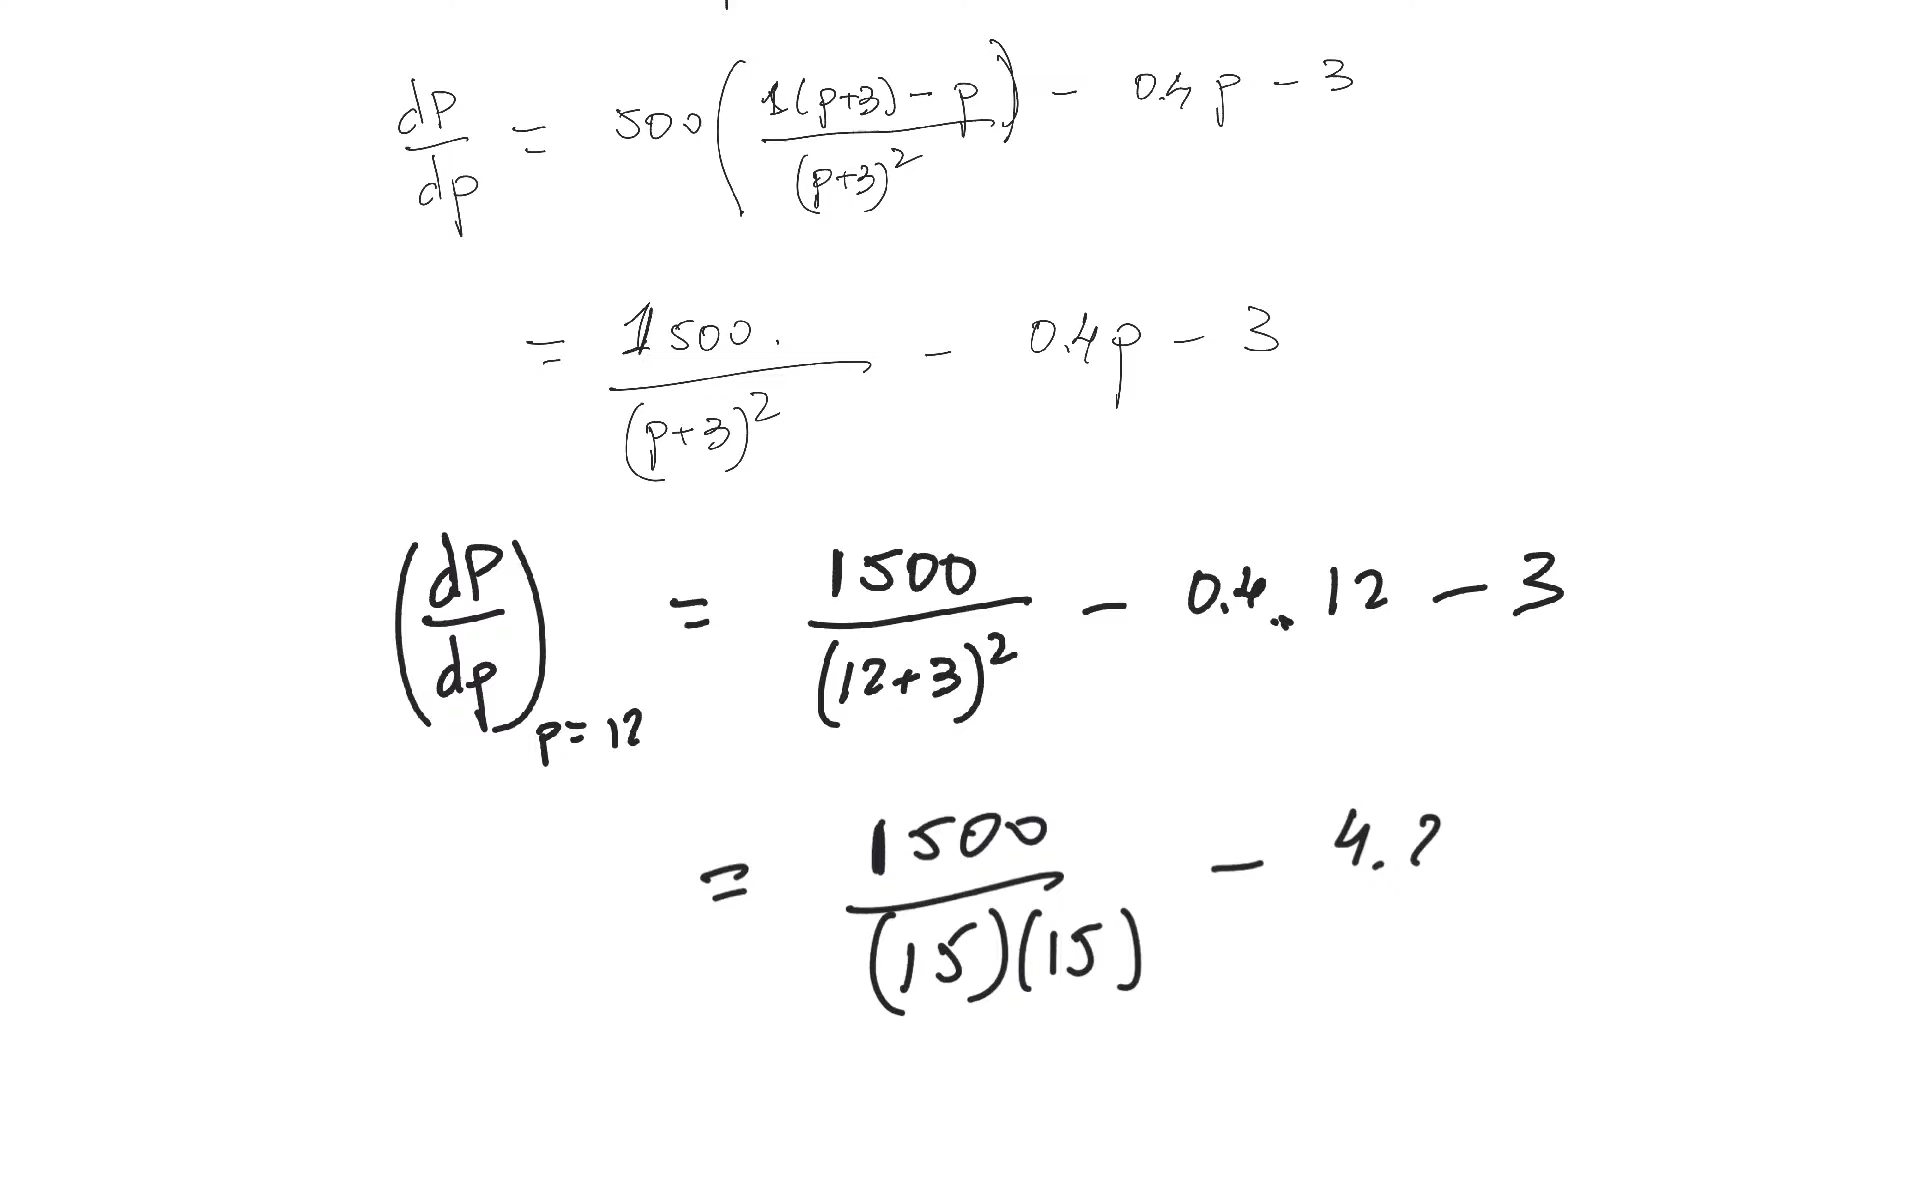 dP/dp = 500 ( (1(p+3) - p) / (p+3)² ) - 0.4p - 3
= 1500. / (p+3)² - 0.4p - 3
(dP/dp) p=12 = 1500 / (12+3)² - 0.4. 12 - 3
= 1500 / (15)(15) - 4.